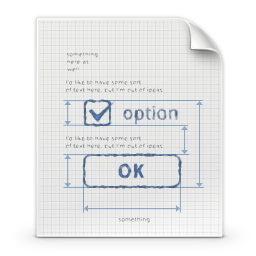 something
here as
well
I'd like to have some sort
of text here, but I'm out of ideas
option
I'd like to have some sort
of text here, but I'm out of ideas
OK
something